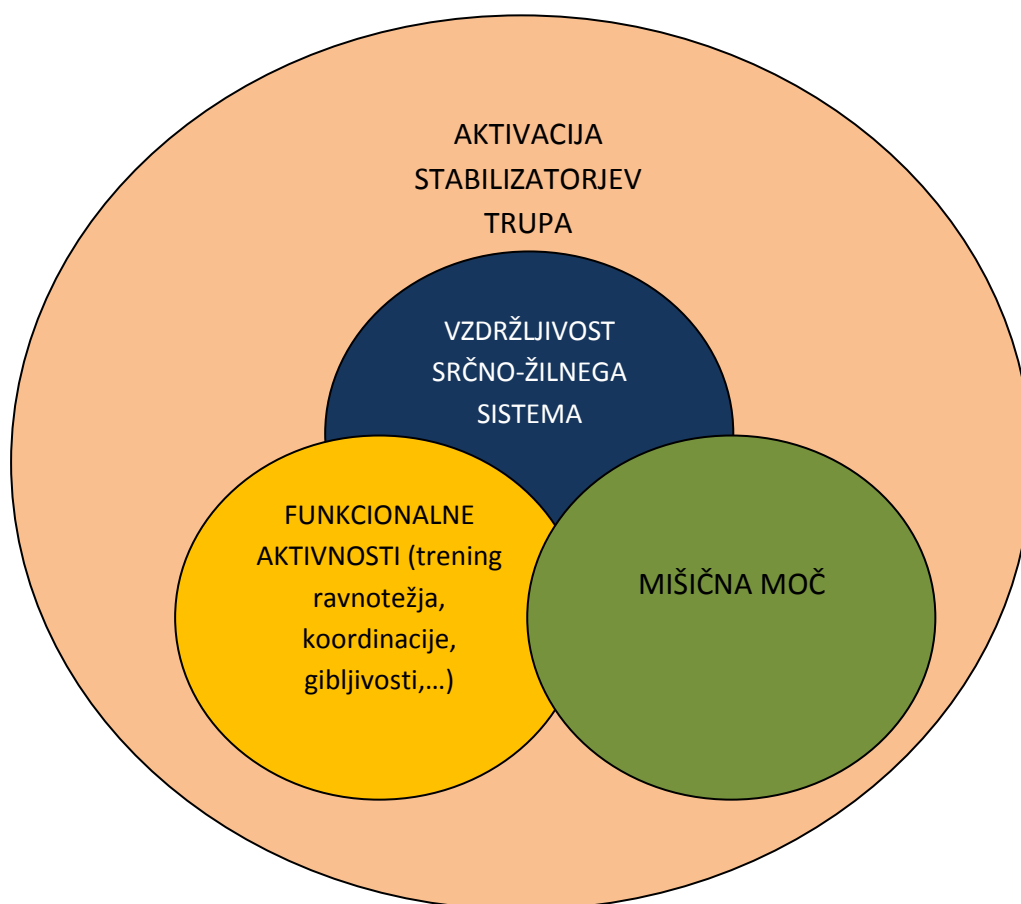 AKTIVACIJA
STABILIZATORJEV
TRUPA
VZDRŽLJIVOST
SRČNO-ŽILNEGA
SISTEMA
FUNKCIONALNE
AKTIVNOSTI (trening
ravnotežja,
koordinacije,
gibljivosti,...)
MIŠIČNA MOČ